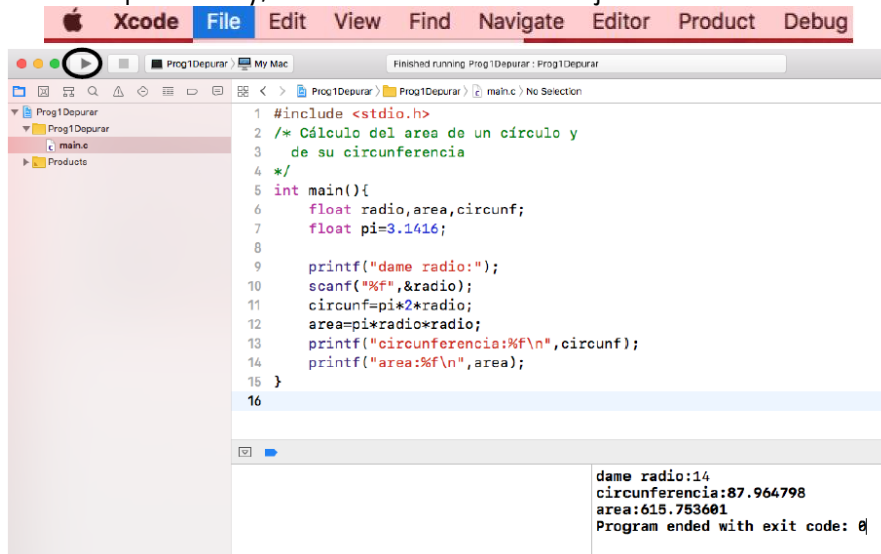 Xcode File Edit View Find Navigate Editor Product Debug
Prog1Depurar My Mac Finished running Prog1Depurar : Prog1Depurar
Prog1Depurar Prog1Depurar main.c No Selection
Prog1Depurar
Prog1Depurar
main.c
Products
1 #include <stdio.h>
2 /* Cálculo del area de un círculo y
3 de su circunferencia
4 */
5 int main(){
6 float radio,area,circunf;
7 float pi=3.1416;
8
9 printf("dame radio:");
10 scanf("%f",&radio);
11 circunf=pi*2*radio;
12 area=pi*radio*radio;
13 printf("circunferencia:%f\n",circunf);
14 printf("area:%f\n",area);
15 }
16
dame radio:14
circunferencia:87.964798
area:615.753601
Program ended with exit code: 0